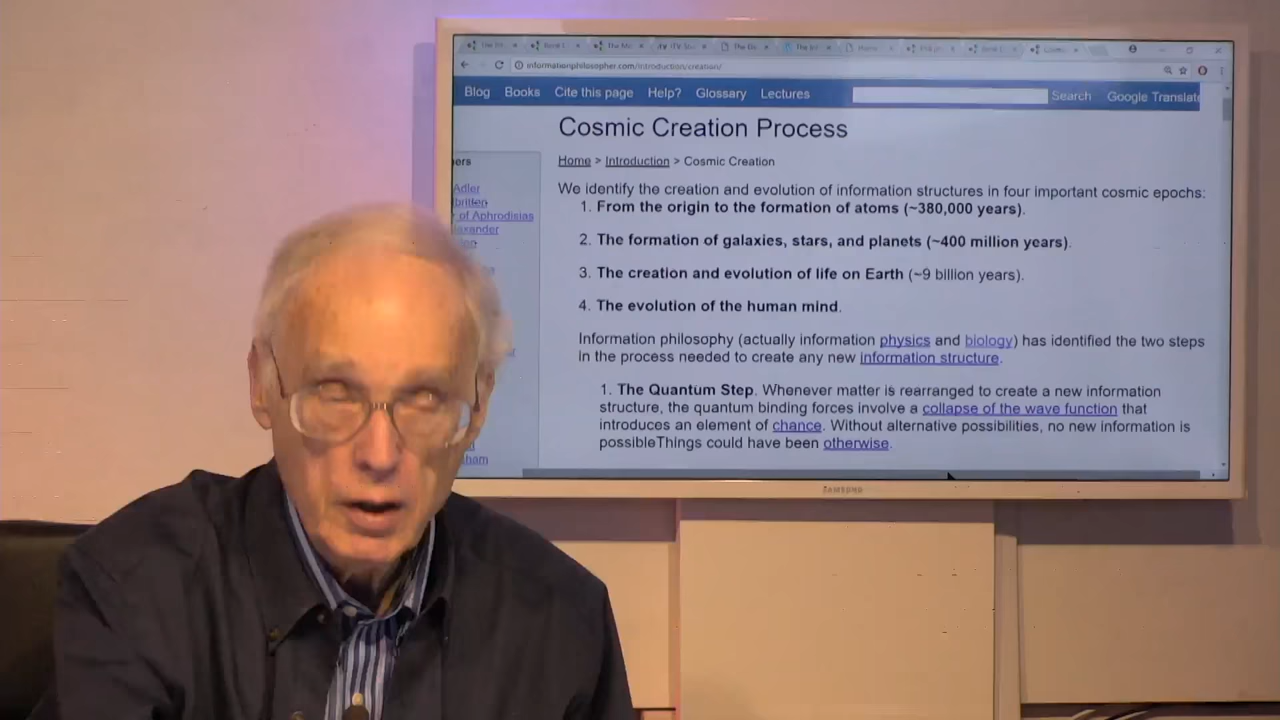 informationphilosopher.com/introduction/creation/
Blog Books Cite this page Help? Glossary Lectures Search Google Translate
Cosmic Creation Process
ers
Home > Introduction > Cosmic Creation
Adler
of Aphrodisias
We identify the creation and evolution of information structures in four important cosmic epochs:
1. From the origin to the formation of atoms (~380,000 years).
2. The formation of galaxies, stars, and planets (~400 million years).
3. The creation and evolution of life on Earth (~9 billion years).
4. The evolution of the human mind.
Information philosophy (actually information physics and biology) has identified the two steps
in the process needed to create any new information structure.
1. The Quantum Step. Whenever matter is rearranged to create a new information
structure, the quantum binding forces involve a collapse of the wave function that
introduces an element of chance. Without alternative possibilities, no new information is
possibleThings could have been otherwise.
ham
SAMSUNG